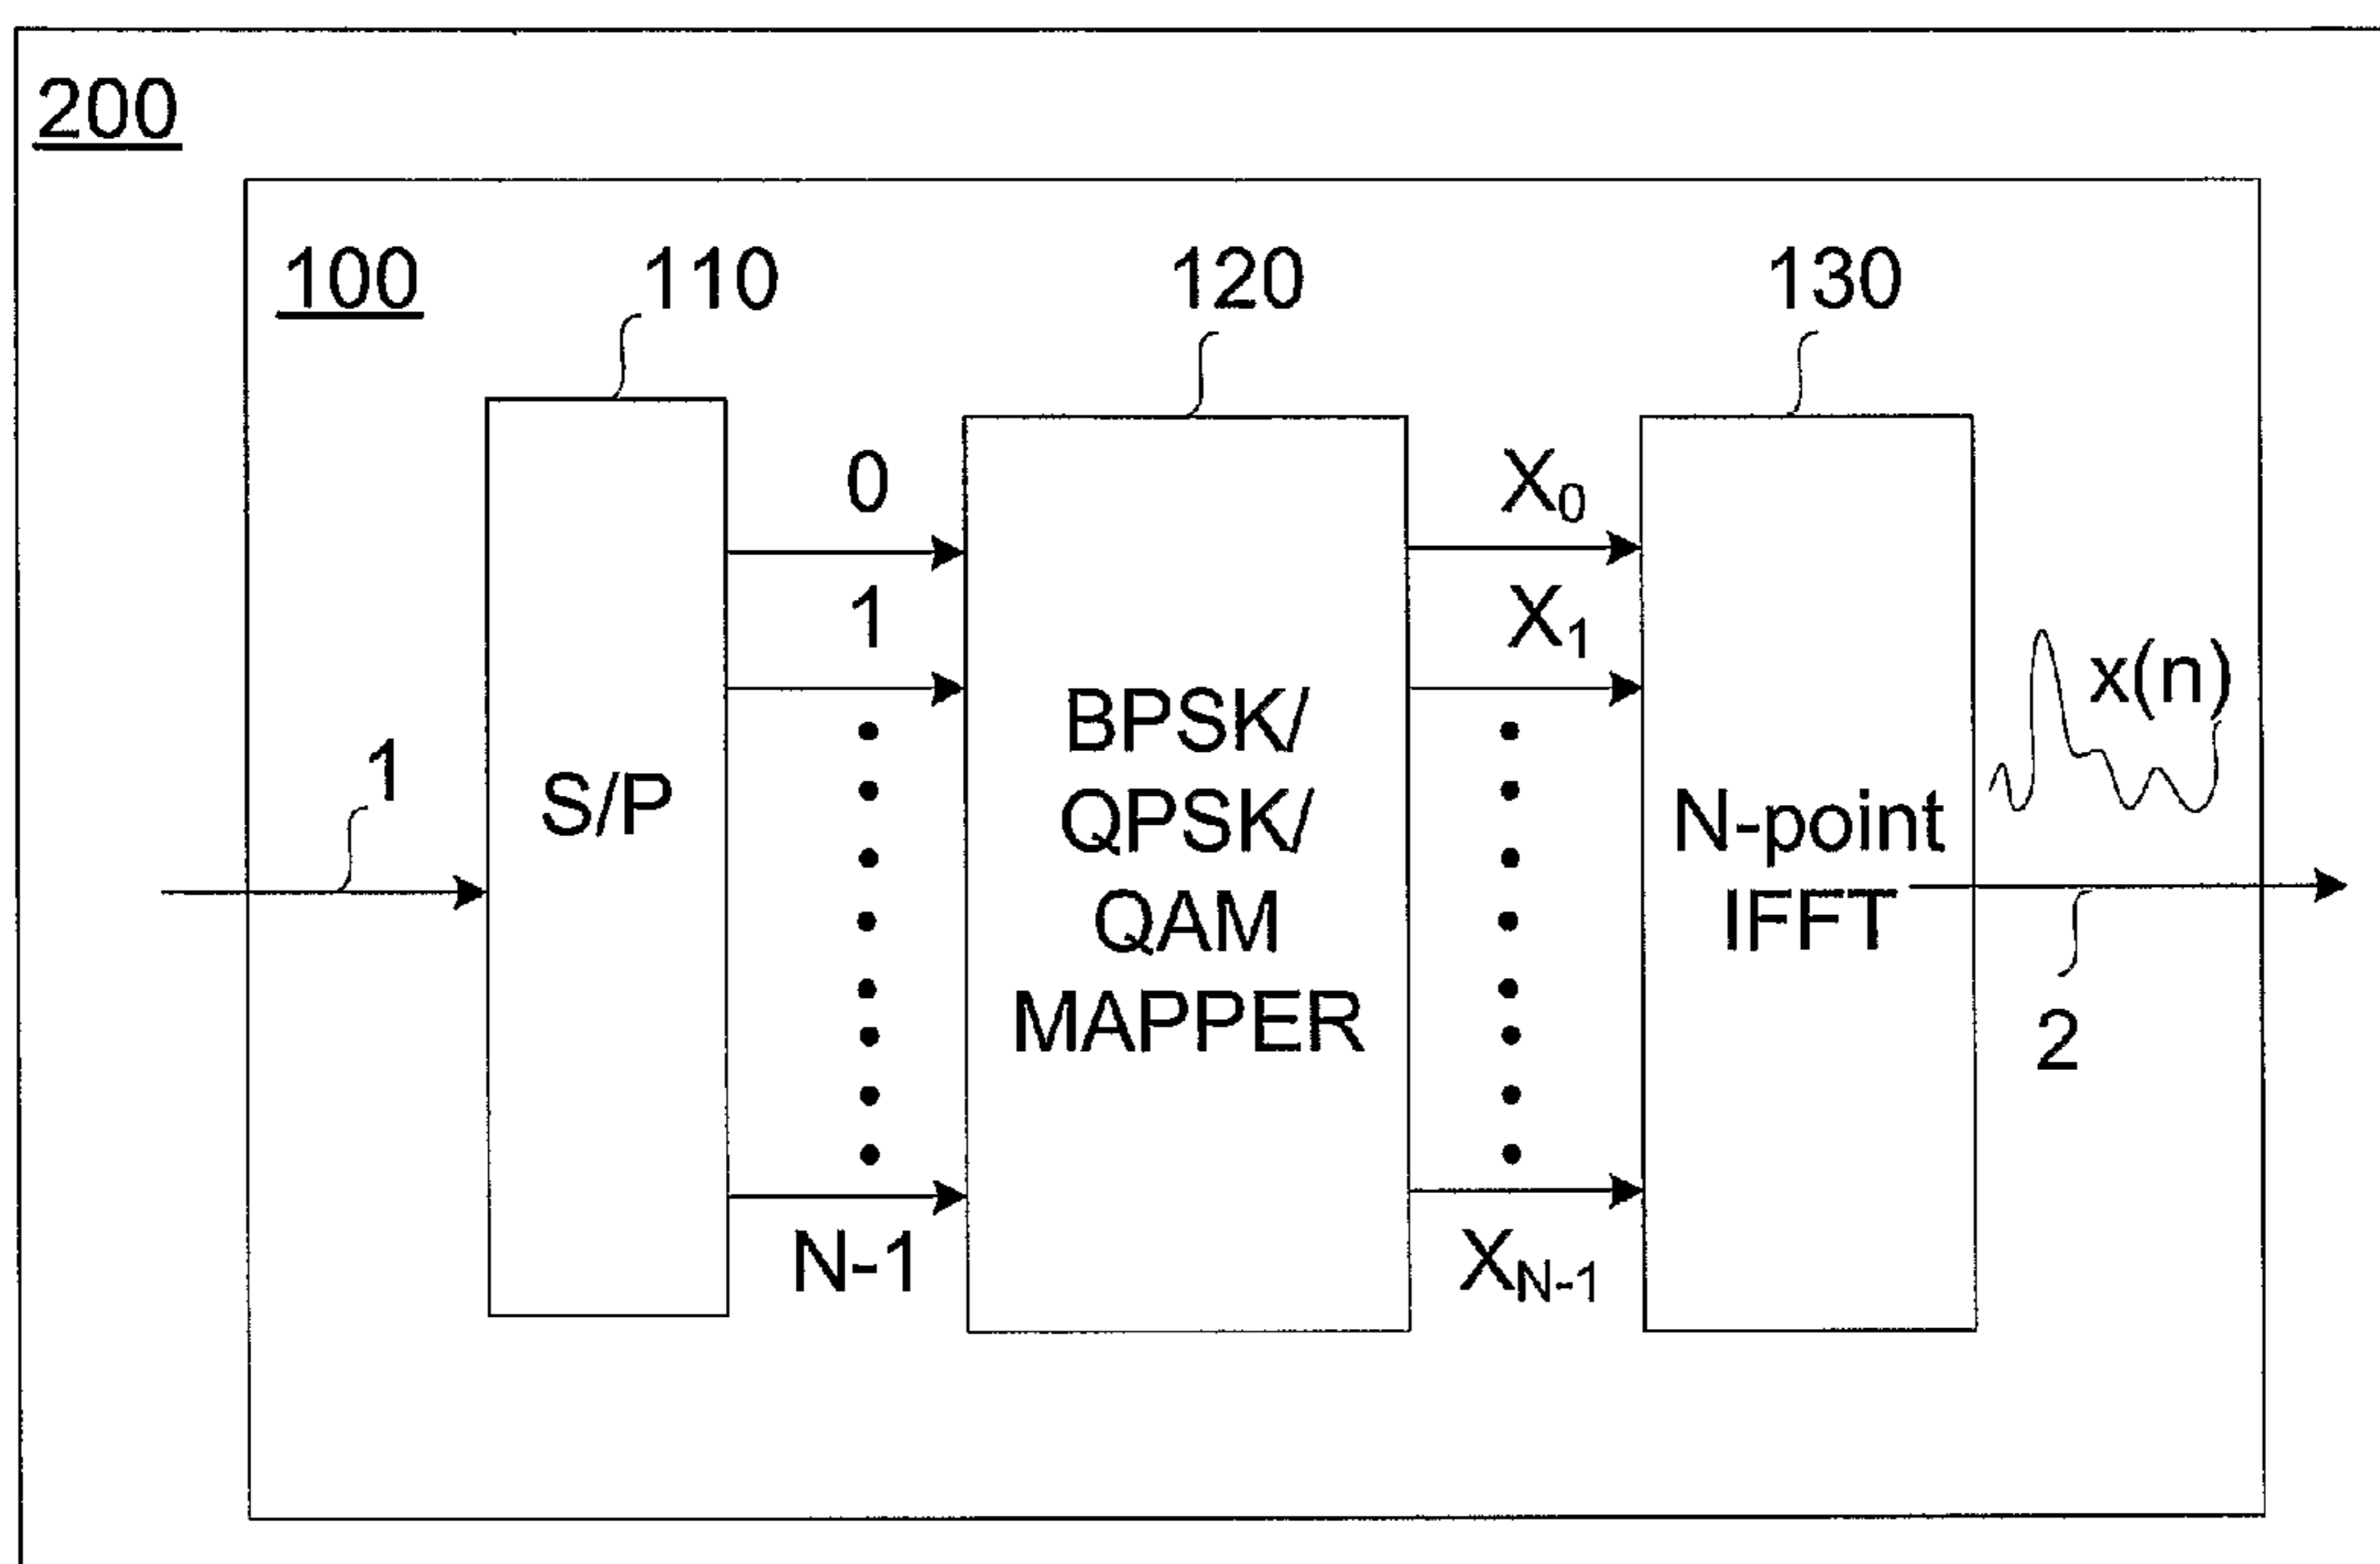 200
100
110
120
130
0
X0
1
X1
x(n)
1
S/P
BPSK/
QPSK/
QAM
MAPPER
N-point
IFFT
2
N-1
XN-1